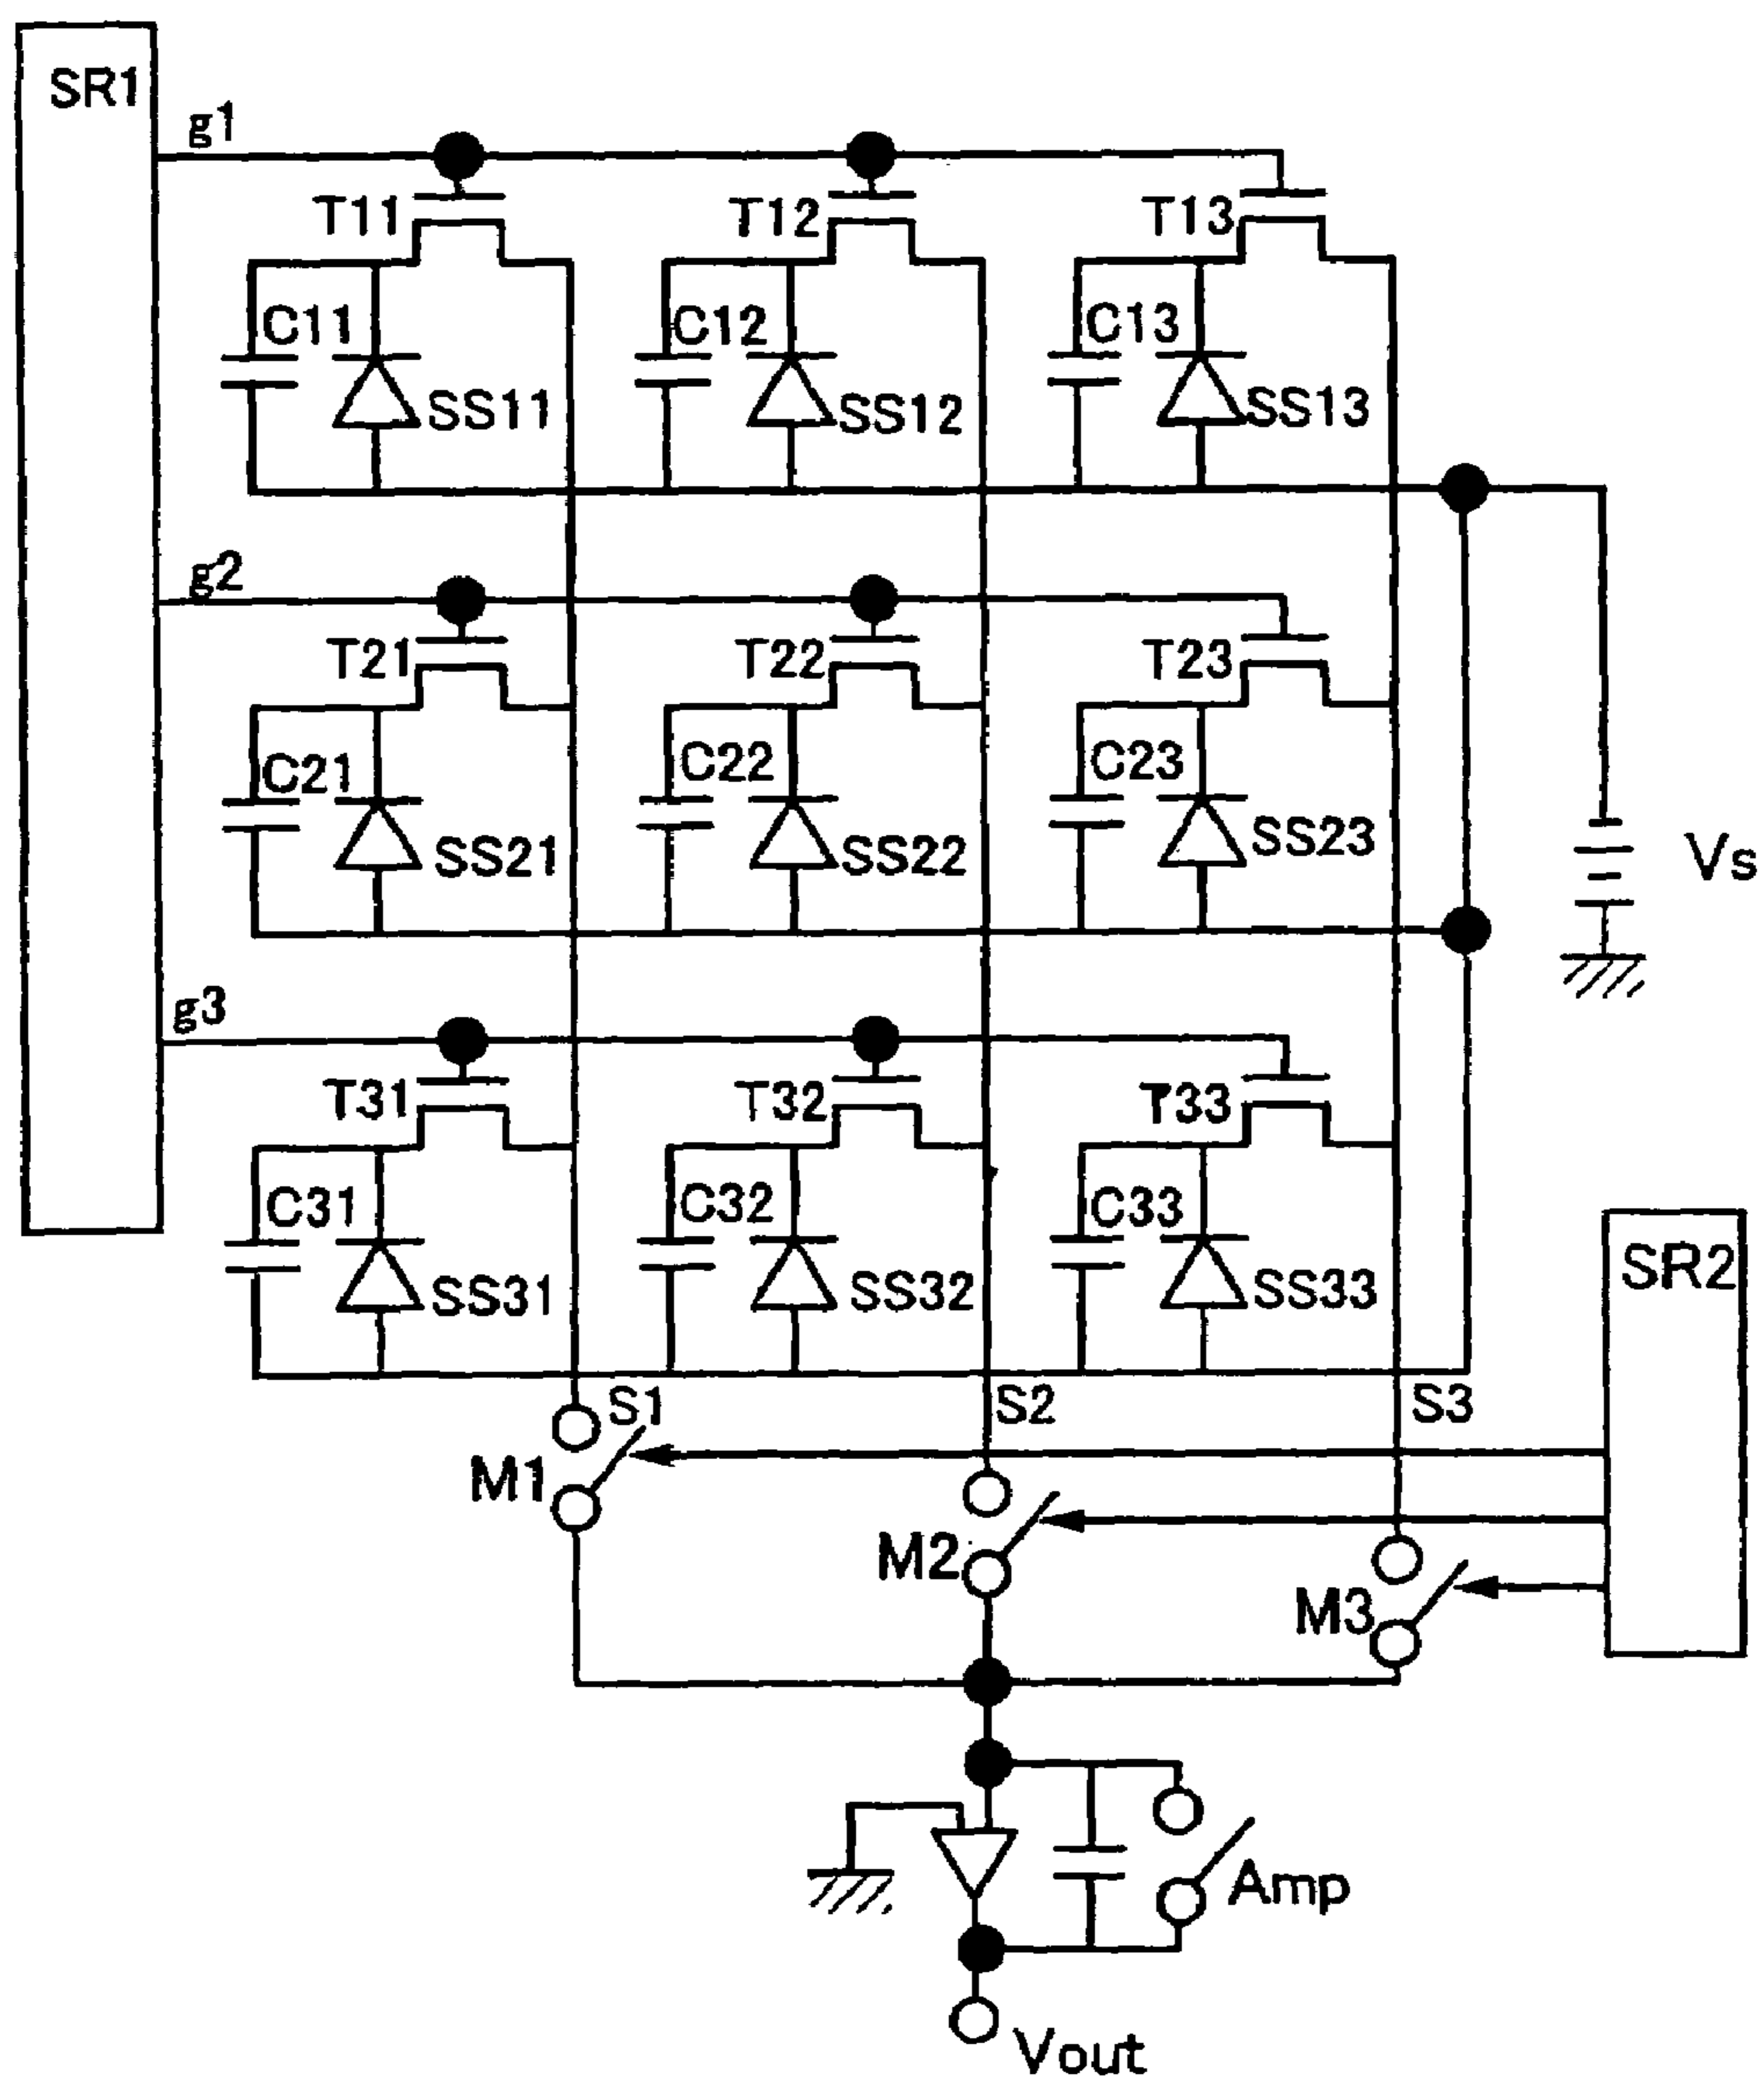 SR1
g1
T11 T12 T13
C11 C12 C13
SS11 SS12 SS13
g2
T21 T22 T23
C21 C22 C23
SS21 SS22 SS23
Vs
g3
T31 T32 T33
C31 C32 C33
SS31 SS32 SS33
SR2
S1 S2 S3
M1
M2
M3
Amp
Vout